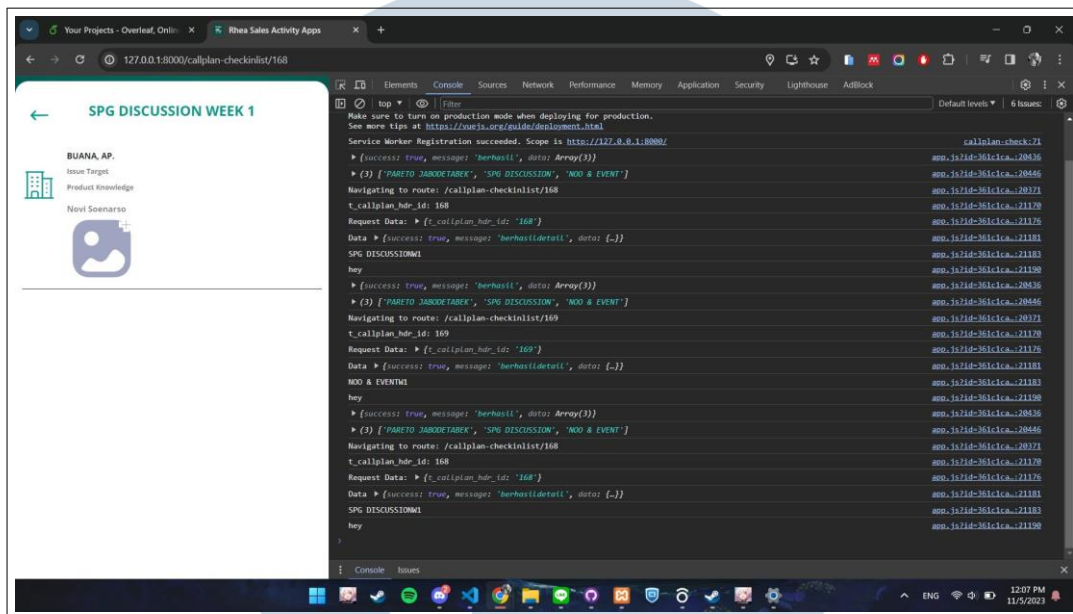 Your Projects - Overleaf, Onlin
Rhea Sales Activity Apps
127.0.0.1:8000/callplan-checkinlist/168
Elements Console Sources Network Performance Memory Application Security Lighthouse AdBlock
top Filter Default levels 6 Issues:
SPG DISCUSSION WEEK 1
BUANA, AP.
Issue Target
Product Knowledge
Novi Soenarso
Make sure to turn on production mode when deploying for production.
See more tips at https://vuejs.org/guide/deployment.html
Service Worker Registration succeeded. Scope is http://127.0.0.1:8000/ callplan-check:71
{success: true, message: 'berhasil', data: Array(3)} app.js?id=361c1ca…:20436
(3) ['PARETO JABODETABEK', 'SPG DISCUSSION', 'NOO & EVENT'] app.js?id=361c1ca…:20446
Navigating to route: /callplan-checkinlist/168 app.js?id=361c1ca…:20371
t_callplan_hdr_id: 168 app.js?id=361c1ca…:21170
Request Data: {t_callplan_hdr_id: '168'} app.js?id=361c1ca…:21176
Data {success: true, message: 'berhasildetail', data: {…}} app.js?id=361c1ca…:21181
SPG DISCUSSIONW1 app.js?id=361c1ca…:21183
hey app.js?id=361c1ca…:21190
{success: true, message: 'berhasil', data: Array(3)} app.js?id=361c1ca…:20436
(3) ['PARETO JABODETABEK', 'SPG DISCUSSION', 'NOO & EVENT'] app.js?id=361c1ca…:20446
Navigating to route: /callplan-checkinlist/169 app.js?id=361c1ca…:20371
t_callplan_hdr_id: 169 app.js?id=361c1ca…:21170
Request Data: {t_callplan_hdr_id: '169'} app.js?id=361c1ca…:21176
Data {success: true, message: 'berhasildetail', data: {…}} app.js?id=361c1ca…:21181
NOO & EVENTW1 app.js?id=361c1ca…:21183
hey app.js?id=361c1ca…:21190
{success: true, message: 'berhasil', data: Array(3)} app.js?id=361c1ca…:20436
(3) ['PARETO JABODETABEK', 'SPG DISCUSSION', 'NOO & EVENT'] app.js?id=361c1ca…:20446
Navigating to route: /callplan-checkinlist/168 app.js?id=361c1ca…:20371
t_callplan_hdr_id: 168 app.js?id=361c1ca…:21170
Request Data: {t_callplan_hdr_id: '168'} app.js?id=361c1ca…:21176
Data {success: true, message: 'berhasildetail', data: {…}} app.js?id=361c1ca…:21181
SPG DISCUSSIONW1 app.js?id=361c1ca…:21183
hey app.js?id=361c1ca…:21190
Console Issues
ENG 12:07 PM
11/5/2023